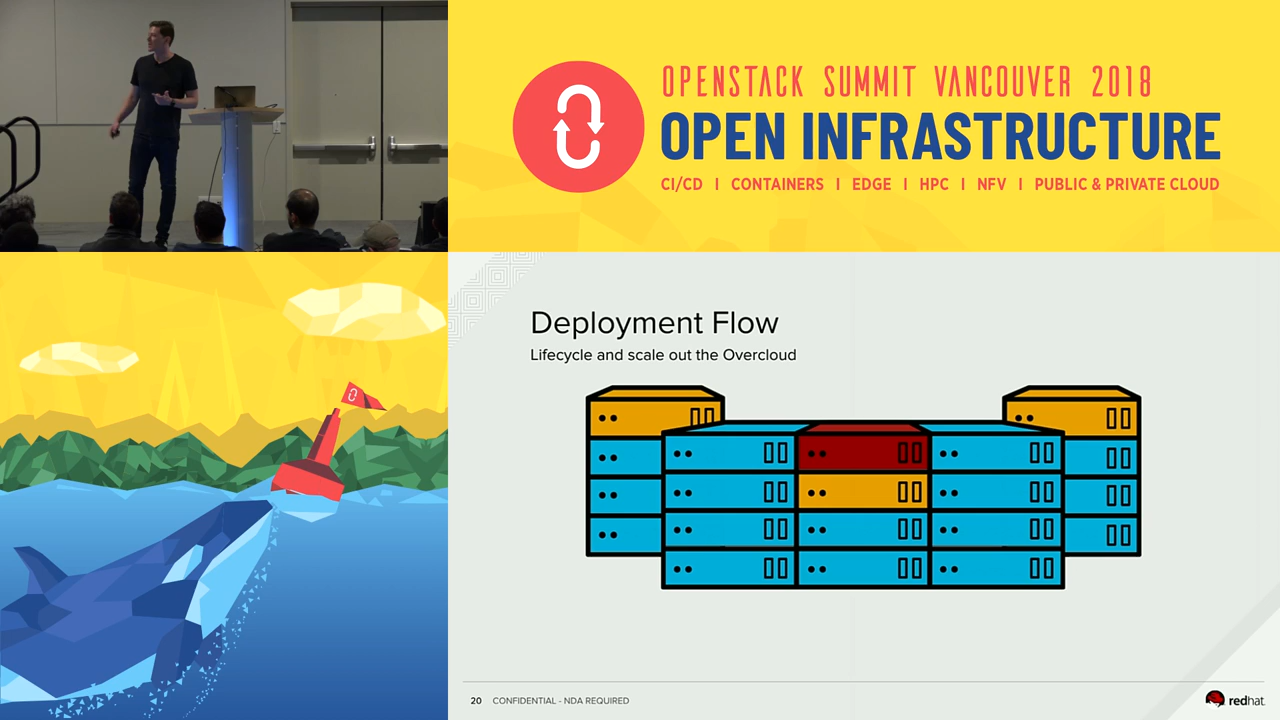 OPENSTACK SUMMIT VANCOUVER 2018
OPEN INFRASTRUCTURE
CI/CD | CONTAINERS | EDGE | HPC | NFV | PUBLIC & PRIVATE CLOUD
Deployment Flow
Lifecycle and scale out the Overcloud
20 CONFIDENTIAL - NDA REQUIRED
redhat.